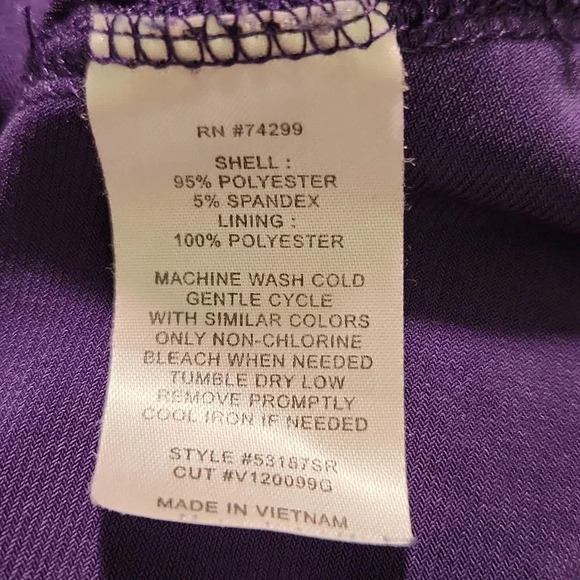 RN #74299
SHELL :
95% POLYESTER
5% SPANDEX
LINING :
100% POLYESTER
MACHINE WASH COLD
GENTLE CYCLE
WITH SIMILAR COLORS
ONLY NON-CHLORINE
BLEACH WHEN NEEDED
TUMBLE DRY LOW
REMOVE PROMPTLY
COOL IRON IF NEEDED
STYLE #53187SR
CUT #V120099G
MADE IN VIETNAM